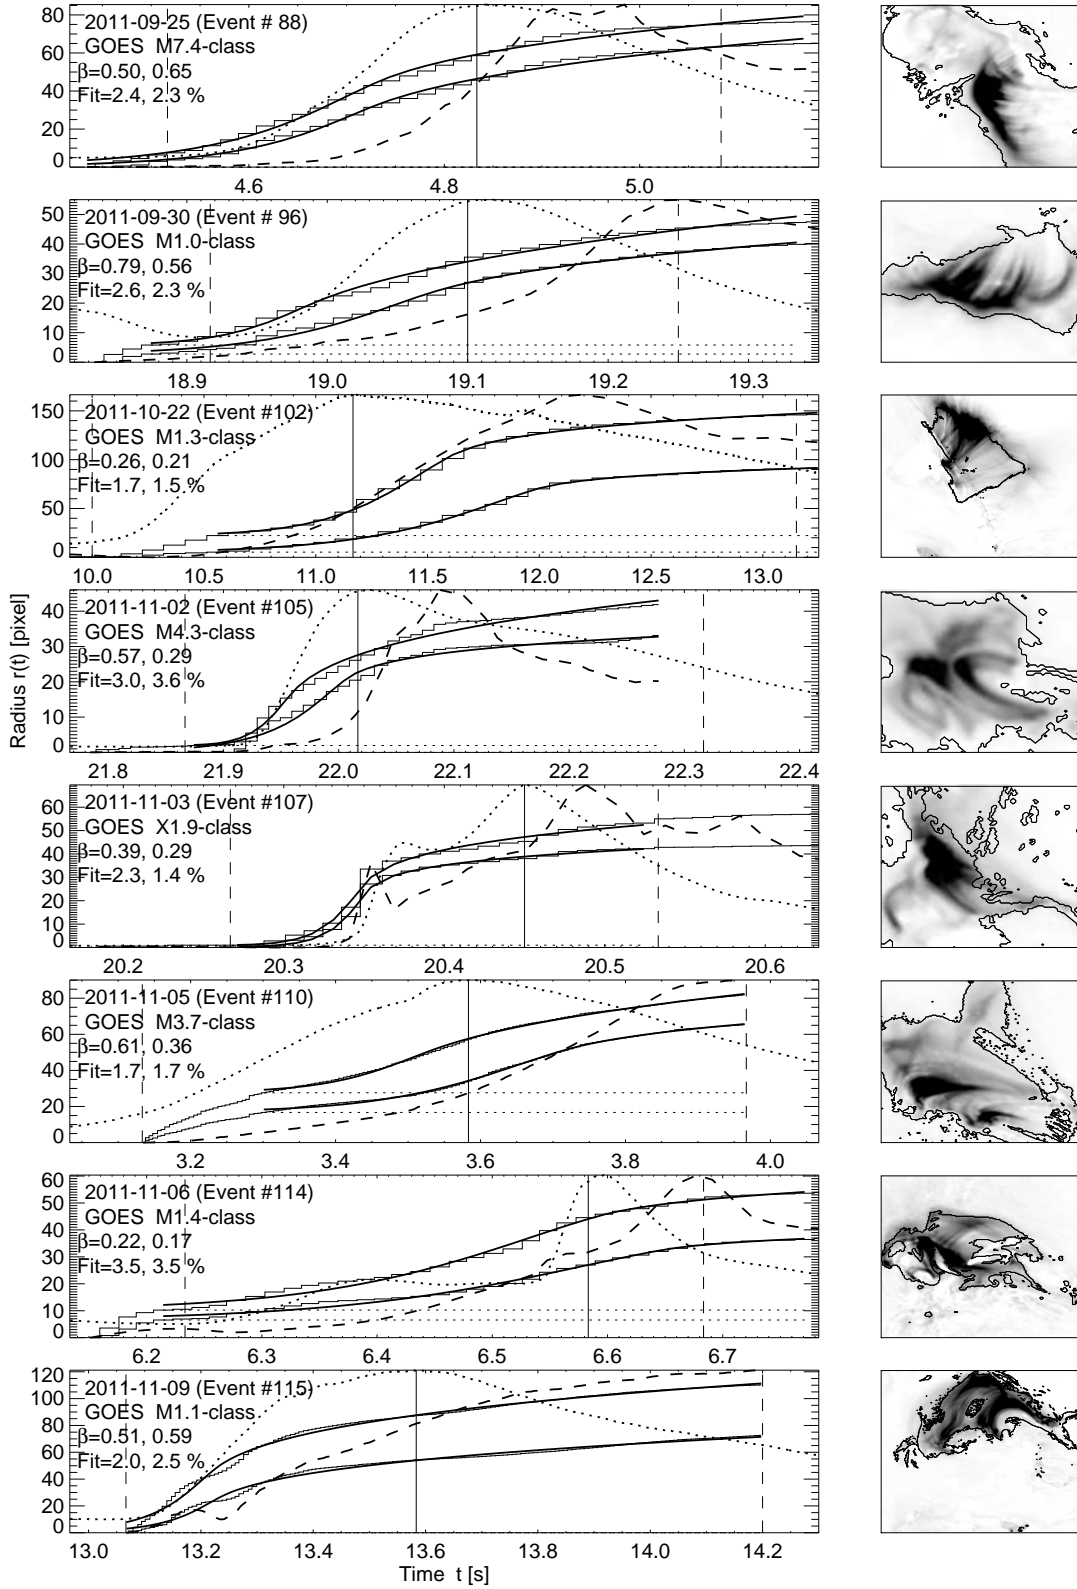 2011-09-25 (Event # 88)
GOES M7.4-class
β=0.50, 0.65
Fit=2.4, 2.3 %
80
60
40
20
0
4.6 4.8 5.0
2011-09-30 (Event # 96)
GOES M1.0-class
β=0.79, 0.56
Fit=2.6, 2.3 %
50
40
30
20
10
0
18.9 19.0 19.1 19.2 19.3
2011-10-22 (Event #102)
GOES M1.3-class
β=0.26, 0.21
Fit=1.7, 1.5 %
150
100
50
0
10.0 10.5 11.0 11.5 12.0 12.5 13.0
2011-11-02 (Event #105)
GOES M4.3-class
β=0.57, 0.29
Fit=3.0, 3.6 %
40
30
20
10
0
21.8 21.9 22.0 22.1 22.2 22.3 22.4
Radius r(t) [pixel]
2011-11-03 (Event #107)
GOES X1.9-class
β=0.39, 0.29
Fit=2.3, 1.4 %
60
50
40
30
20
10
0
20.2 20.3 20.4 20.5 20.6
2011-11-05 (Event #110)
GOES M3.7-class
β=0.61, 0.36
Fit=1.7, 1.7 %
80
60
40
20
0
3.2 3.4 3.6 3.8 4.0
2011-11-06 (Event #114)
GOES M1.4-class
β=0.22, 0.17
Fit=3.5, 3.5 %
60
50
40
30
20
10
0
6.2 6.3 6.4 6.5 6.6 6.7
2011-11-09 (Event #115)
GOES M1.1-class
β=0.51, 0.59
Fit=2.0, 2.5 %
120
100
80
60
40
20
0
13.0 13.2 13.4 13.6 13.8 14.0 14.2
Time t [s]